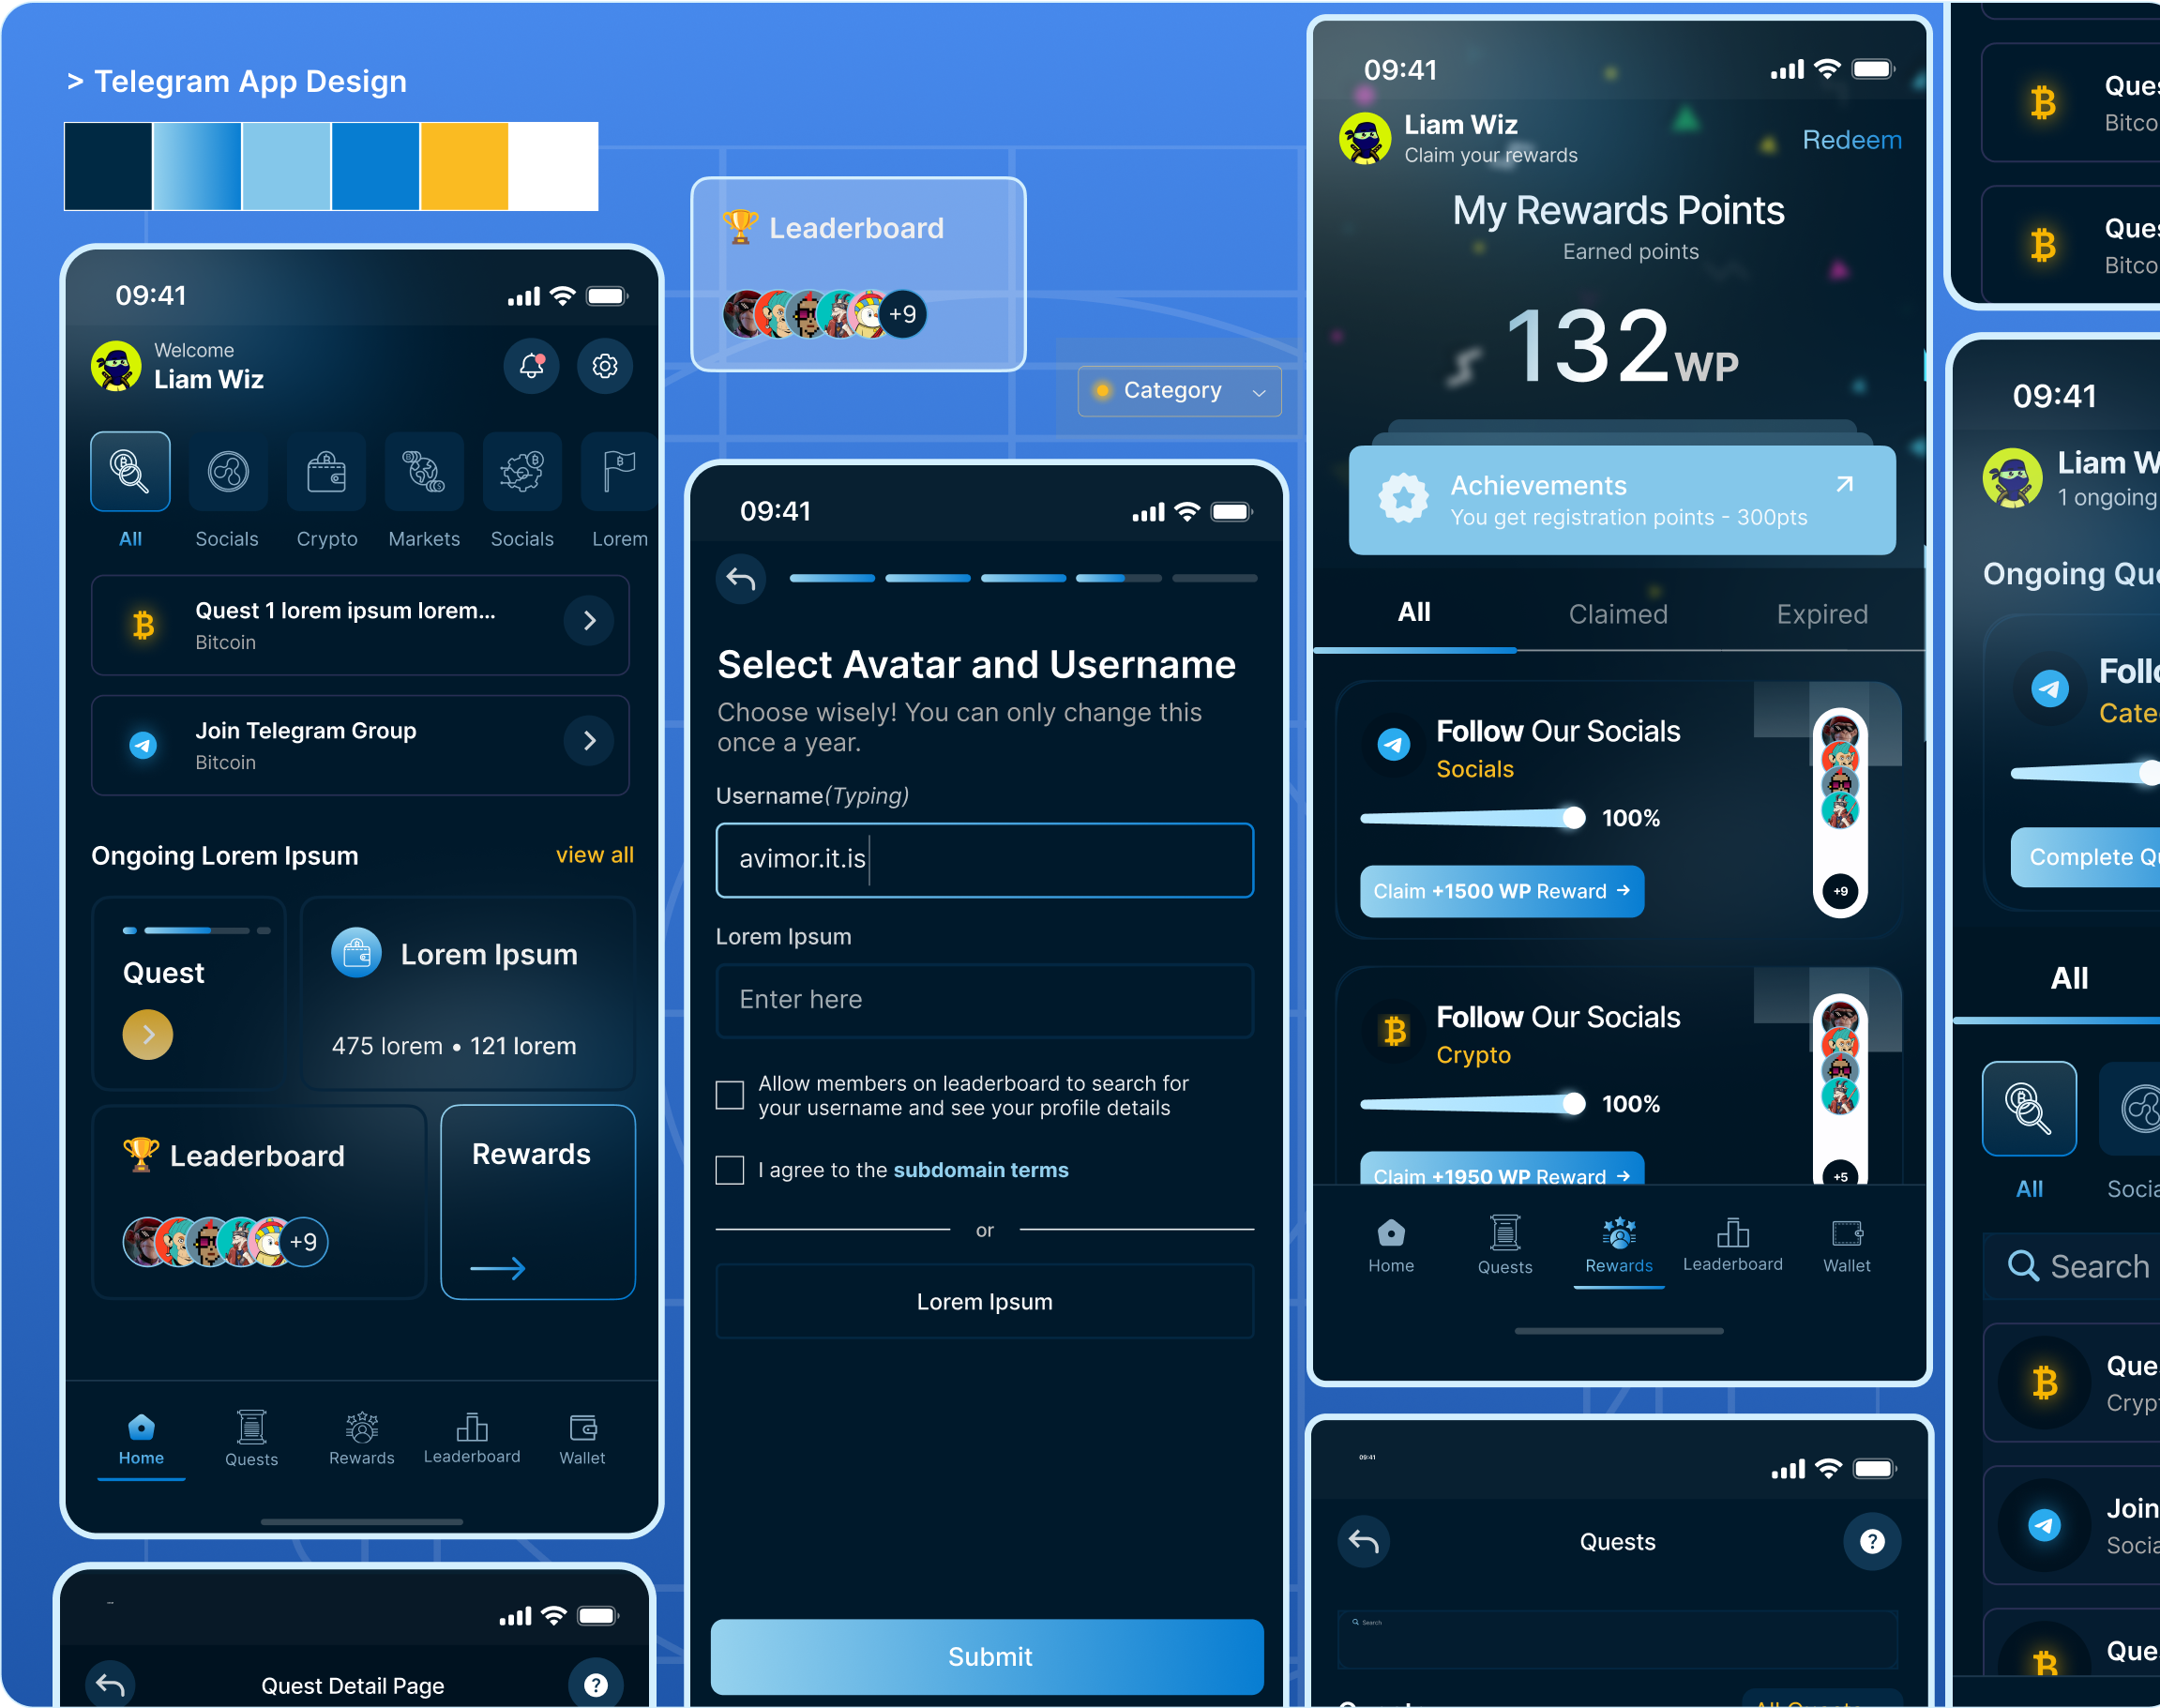 > Telegram App Design
09:41
Welcome
Liam Wiz
All
Socials
Crypto
Markets
Socials
Lorem
Quest 1 lorem ipsum lorem...
Bitcoin
Join Telegram Group
Bitcoin
Ongoing Lorem Ipsum
view all
Quest
Lorem Ipsum
475 lorem • 121 lorem
🏆 Leaderboard
+9
Rewards
Home
Quests
Rewards
Leaderboard
Wallet
Quest Detail Page
?
🏆 Leaderboard
+9
Category
09:41
Select Avatar and Username
Choose wisely! You can only change this
once a year.
Username(Typing)
avimor.it.is
Lorem Ipsum
Enter here
Allow members on leaderboard to search for
your username and see your profile details
I agree to the subdomain terms
or
Lorem Ipsum
Submit
09:41
Liam Wiz
Claim your rewards
Redeem
My Rewards Points
Earned points
132WP
Achievements
You get registration points - 300pts
All
Claimed
Expired
Follow Our Socials
Socials
100%
Claim +1500 WP Reward →
+9
Follow Our Socials
Crypto
100%
Claim +1950 WP Reward →
+5
Home
Quests
Rewards
Leaderboard
Wallet
09:41
Quests
?
Search
Ques
Bitco
Ques
Bitco
09:41
Liam W
1 ongoing
Ongoing Que
Follo
Cate
Complete Qu
All
All
Socia
Search
Que
Cryp
Join
Socia
Que